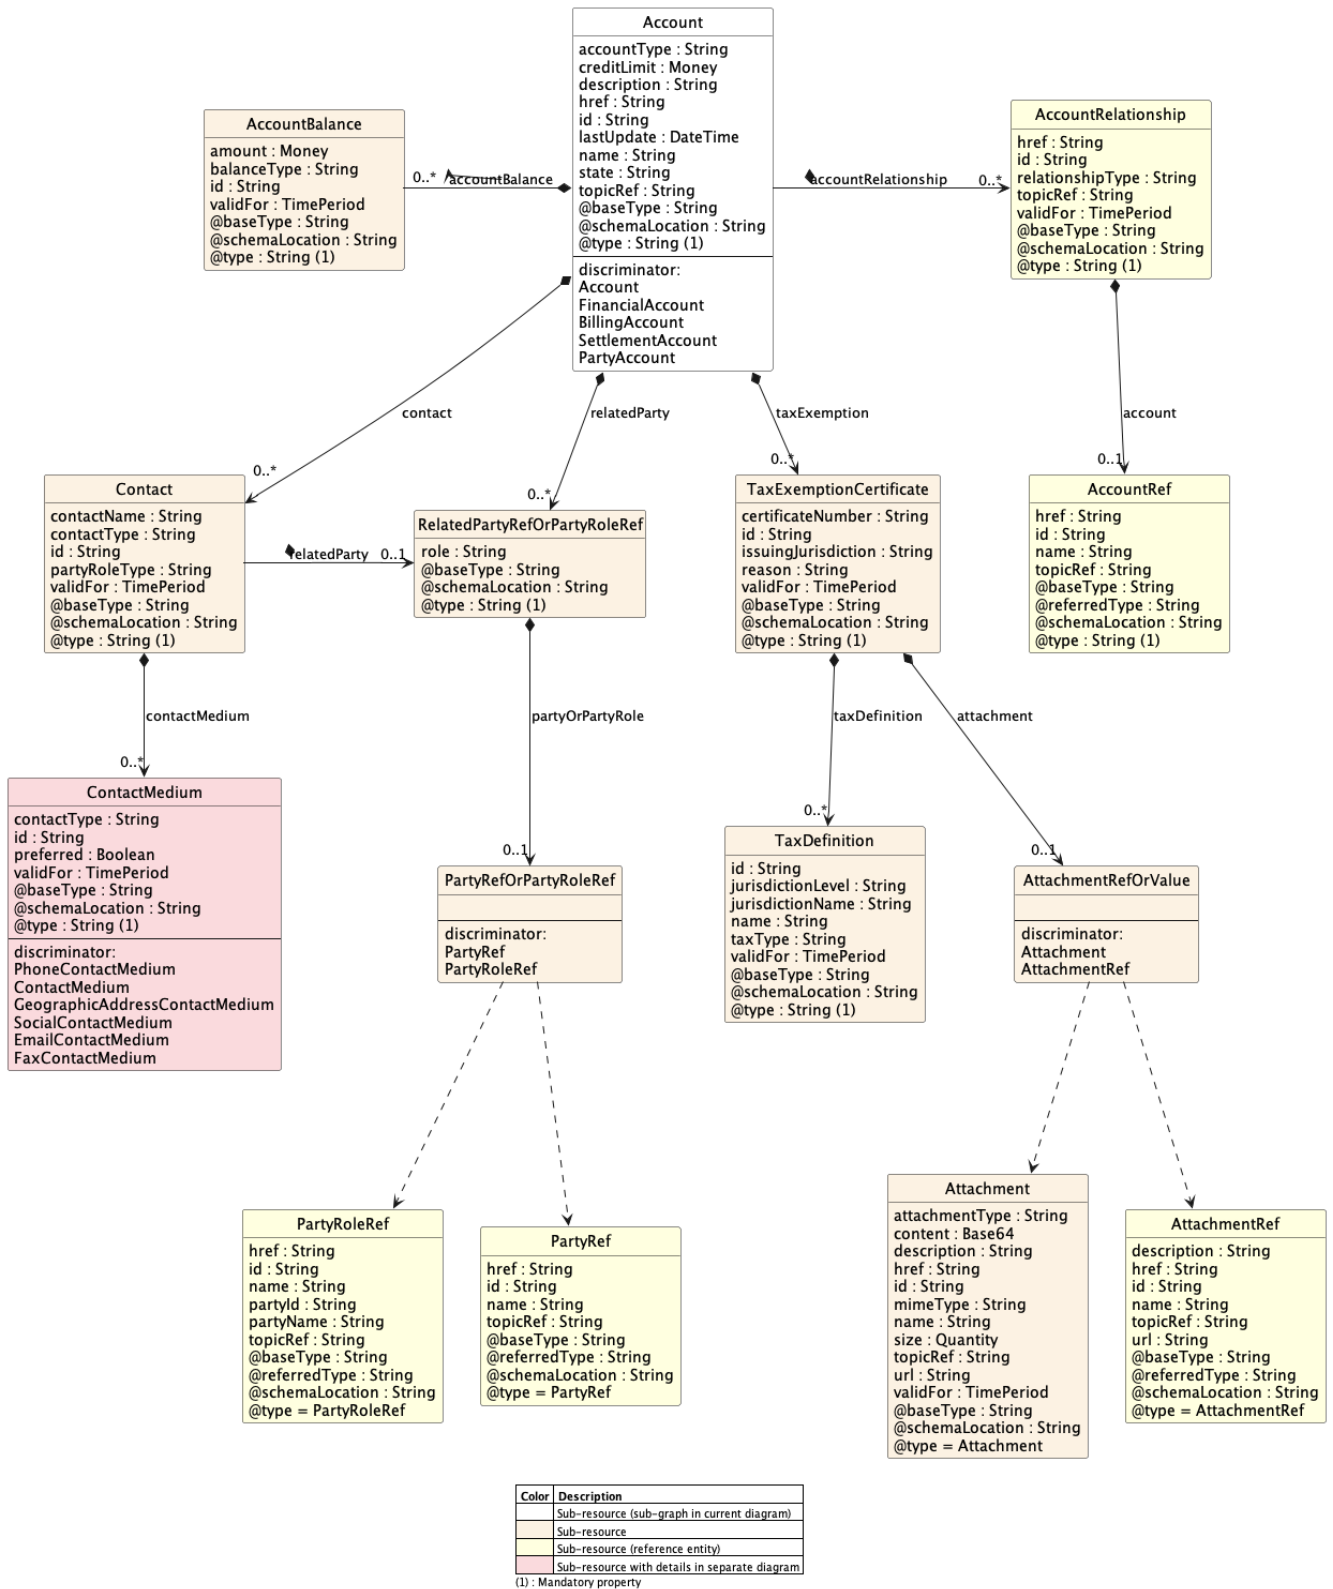 Account
accountType : String
creditLimit : Money
description : String
href : String
id : String
lastUpdate : DateTime
name : String
state : String
topicRef : String
@baseType : String
@schemaLocation : String
@type : String (1)
discriminator:
Account
FinancialAccount
BillingAccount
SettlementAccount
PartyAccount
AccountBalance
amount : Money
balanceType : String
id : String
validFor : TimePeriod
@baseType : String
@schemaLocation : String
@type : String (1)
0..*
accountBalance
accountRelationship
0..*
AccountRelationship
href : String
id : String
relationshipType : String
topicRef : String
validFor : TimePeriod
@baseType : String
@schemaLocation : String
@type : String (1)
contact
0..*
relatedParty
0..*
taxExemption
0..*
account
0..1
Contact
contactName : String
contactType : String
id : String
partyRoleType : String
validFor : TimePeriod
@baseType : String
@schemaLocation : String
@type : String (1)
relatedParty
0..1
RelatedPartyRefOrPartyRoleRef
role : String
@baseType : String
@schemaLocation : String
@type : String (1)
TaxExemptionCertificate
certificateNumber : String
id : String
issuingJurisdiction : String
reason : String
validFor : TimePeriod
@baseType : String
@schemaLocation : String
@type : String (1)
AccountRef
href : String
id : String
name : String
topicRef : String
@baseType : String
@referredType : String
@schemaLocation : String
@type : String (1)
contactMedium
0..*
partyOrPartyRole
0..1
taxDefinition
0..*
attachment
0..1
ContactMedium
contactType : String
id : String
preferred : Boolean
validFor : TimePeriod
@baseType : String
@schemaLocation : String
@type : String (1)
discriminator:
PhoneContactMedium
ContactMedium
GeographicAddressContactMedium
SocialContactMedium
EmailContactMedium
FaxContactMedium
PartyRefOrPartyRoleRef
discriminator:
PartyRef
PartyRoleRef
TaxDefinition
id : String
jurisdictionLevel : String
jurisdictionName : String
name : String
taxType : String
validFor : TimePeriod
@baseType : String
@schemaLocation : String
@type : String (1)
AttachmentRefOrValue
discriminator:
Attachment
AttachmentRef
PartyRoleRef
href : String
id : String
name : String
partyId : String
partyName : String
topicRef : String
@baseType : String
@referredType : String
@schemaLocation : String
@type = PartyRoleRef
PartyRef
href : String
id : String
name : String
topicRef : String
@baseType : String
@referredType : String
@schemaLocation : String
@type = PartyRef
Attachment
attachmentType : String
content : Base64
description : String
href : String
id : String
mimeType : String
name : String
size : Quantity
topicRef : String
url : String
validFor : TimePeriod
@baseType : String
@schemaLocation : String
@type = Attachment
AttachmentRef
description : String
href : String
id : String
name : String
topicRef : String
url : String
@baseType : String
@referredType : String
@schemaLocation : String
@type = AttachmentRef
Color Description
Sub-resource (sub-graph in current diagram)
Sub-resource
Sub-resource (reference entity)
Sub-resource with details in separate diagram
(1) : Mandatory property